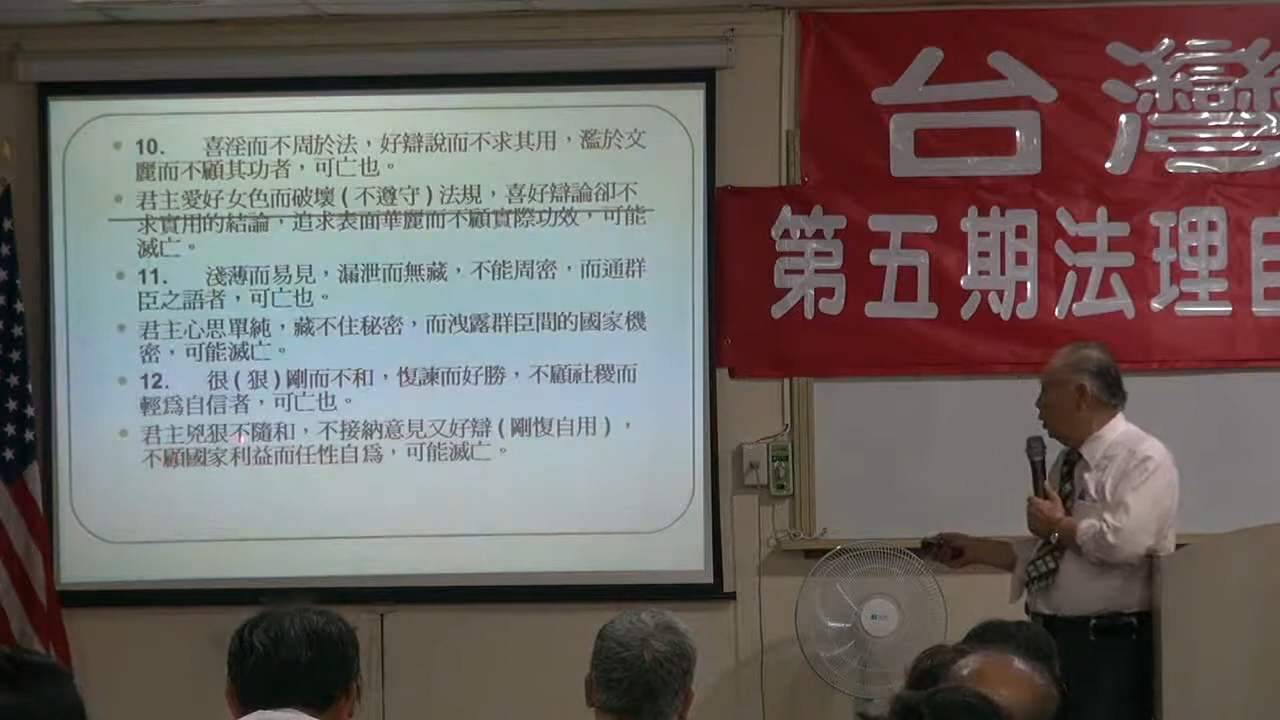 10. 喜淫而不周於法，好辯說而不求其用，濫於文
麗而不顧其功者，可亡也。
君主愛好女色而破壞(不遵守)法規，喜好辯論卻不
求實用的結論，追求表面華麗而不顧實際功效，可能
滅亡。
11. 淺薄而易見，漏泄而無藏，不能周密，而通群
臣之語者，可亡也。
君主心思單純，藏不住秘密，而洩露群臣間的國家機
密，可能滅亡。
12. 很(狠)剛而不和，愎諫而好勝，不顧社稷而
輕為自信者，可亡也。
君主兇狠不隨和，不接納意見又好辯(剛愎自用)，
不顧國家利益而任性自為，可能滅亡。
台灣
第五期法理自